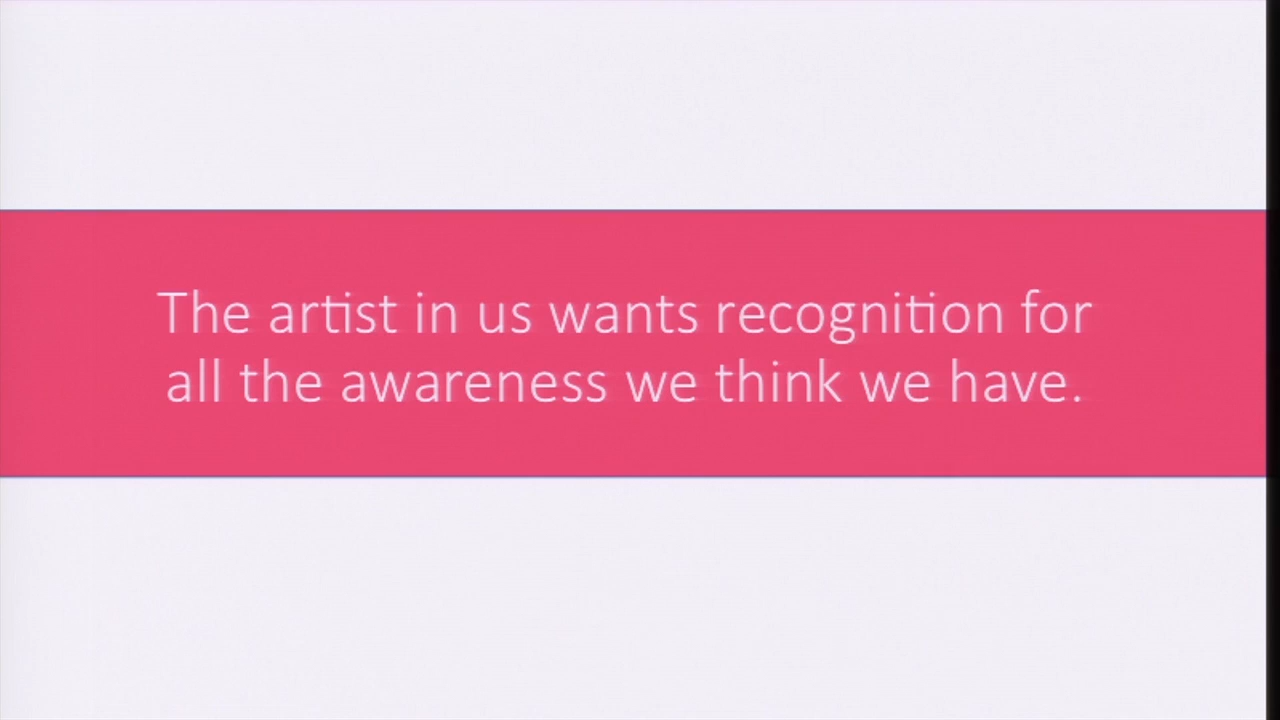 The artist in us wants recognition for
all the awareness we think we have.